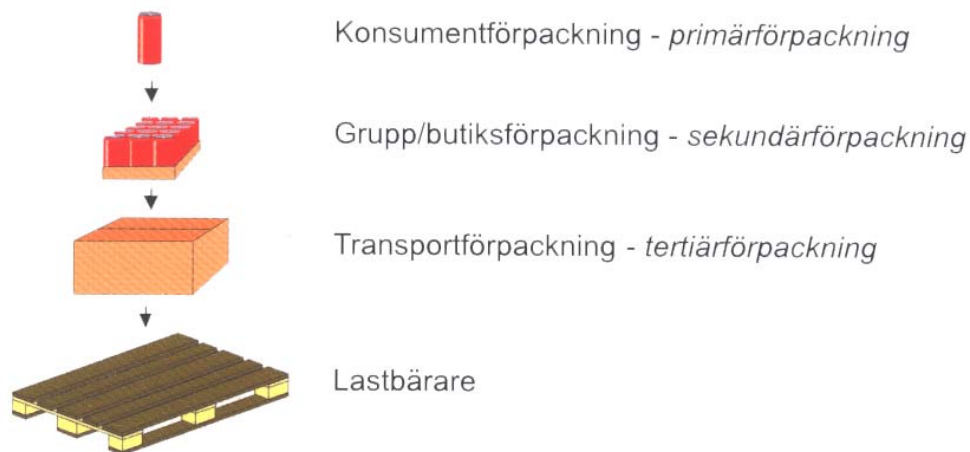 Konsumentförpackning - primärförpackning
Grupp/butiksförpackning - sekundärförpackning
Transportförpackning - tertiärförpackning
Lastbärare